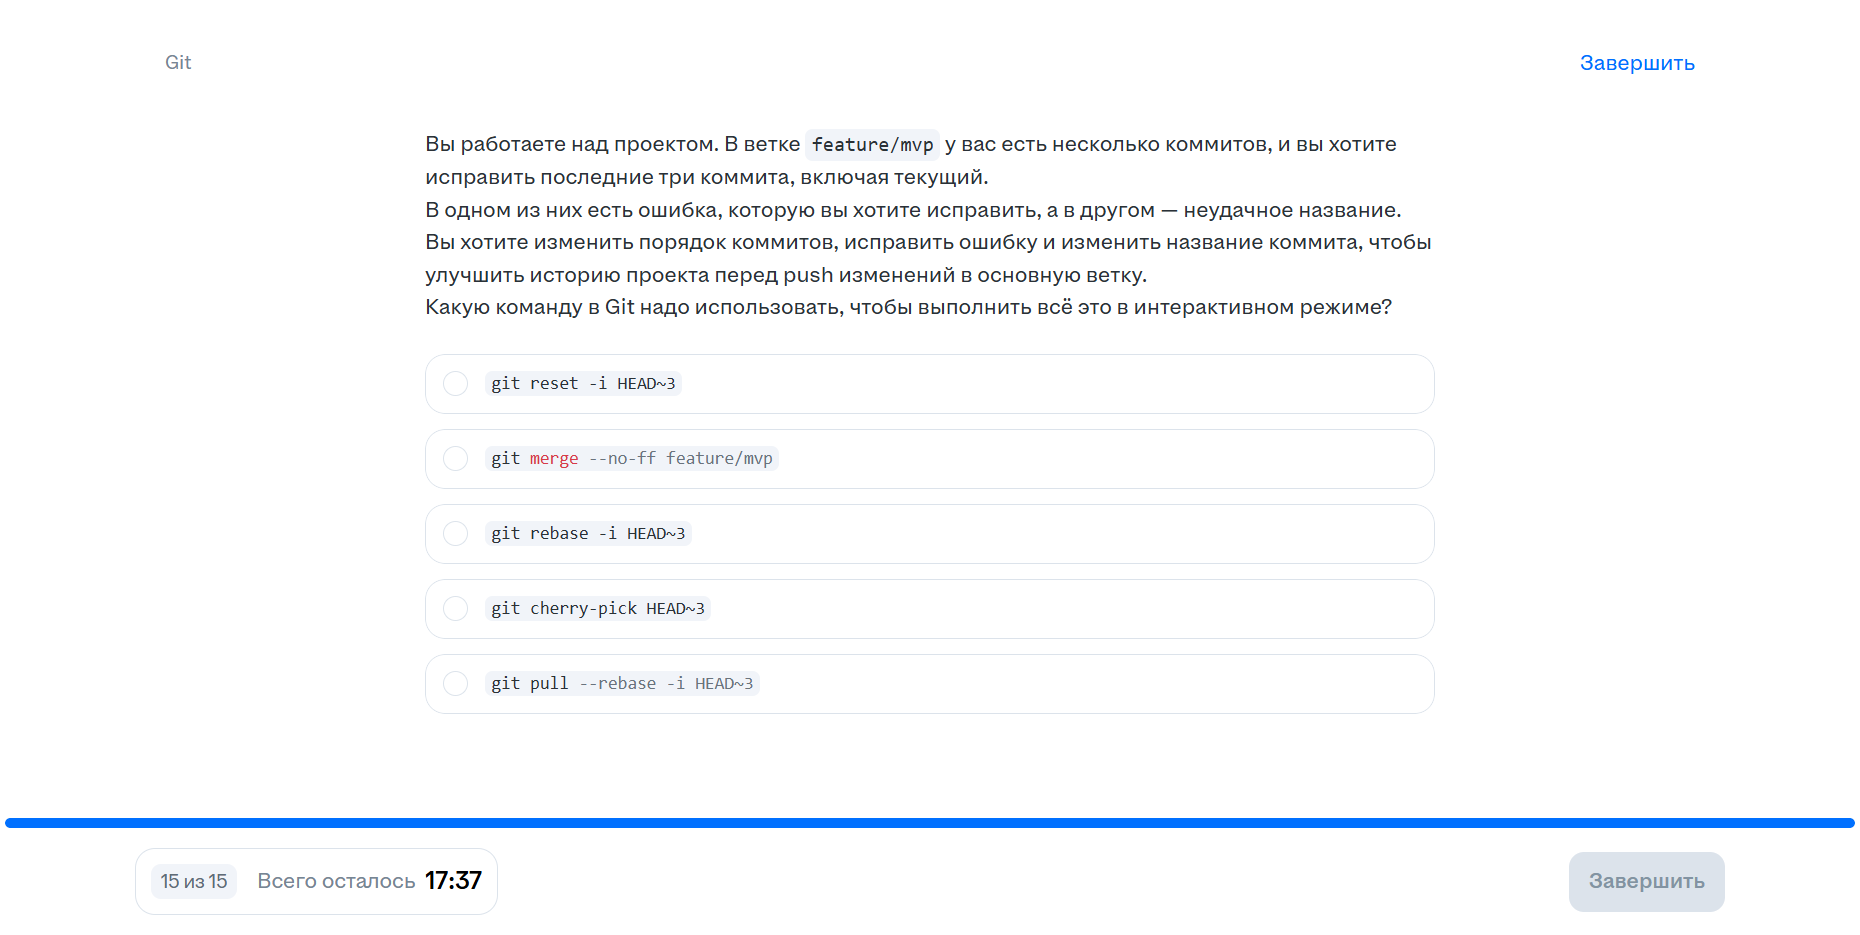 Git
Завершить
Вы работаете над проектом. В ветке feature/mvp у вас есть несколько коммитов, и вы хотите
исправить последние три коммита, включая текущий.
В одном из них есть ошибка, которую вы хотите исправить, а в другом — неудачное название.
Вы хотите изменить порядок коммитов, исправить ошибку и изменить название коммита, чтобы
улучшить историю проекта перед push изменений в основную ветку.
Какую команду в Git надо использовать, чтобы выполнить всё это в интерактивном режиме?
git reset -i HEAD~3
git merge --no-ff feature/mvp
git rebase -i HEAD~3
git cherry-pick HEAD~3
git pull --rebase -i HEAD~3
15 из 15
Всего осталось 17:37
Завершить